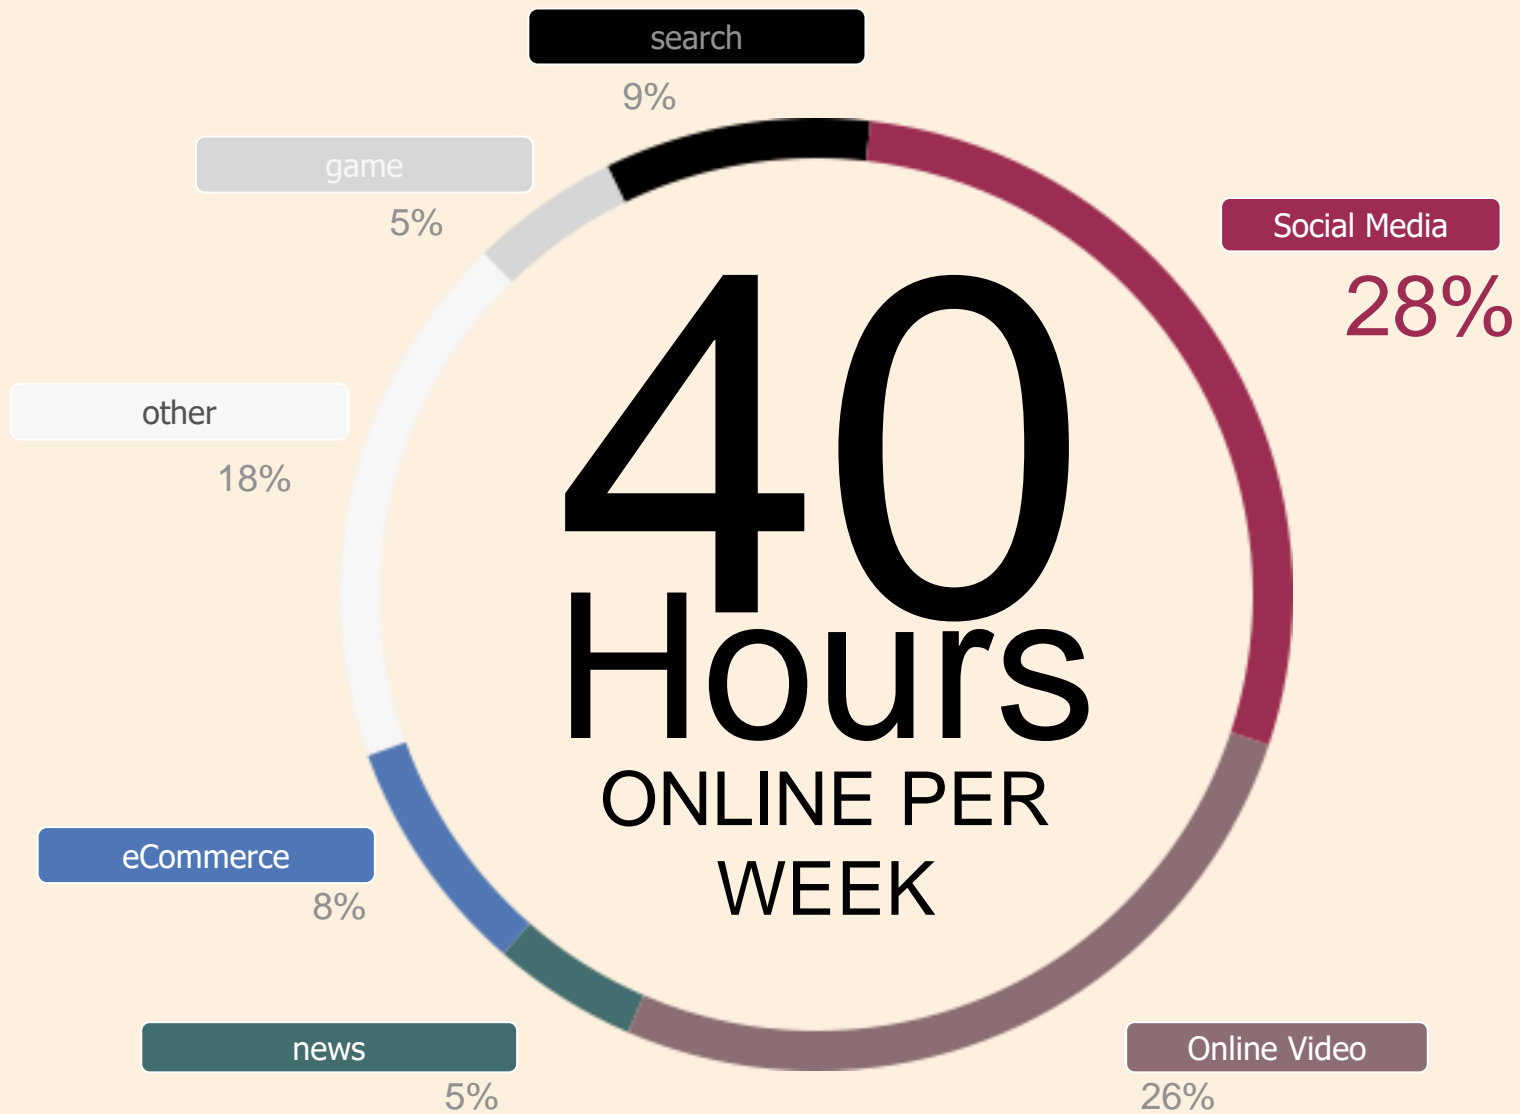 search
9%
game
5%
Social Media
28%
other
18%
40
Hours
ONLINE PER
WEEK
eCommerce
8%
news
5%
Online Video
26%